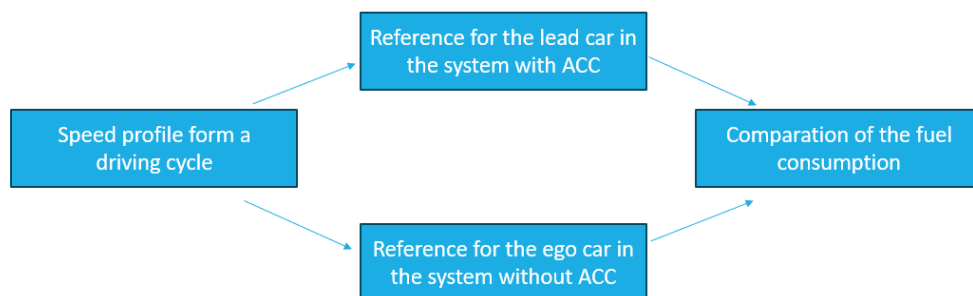 Reference for the lead car in
the system with ACC
Speed profile form a
driving cycle
Comparation of the fuel
consumption
Reference for the ego car in
the system without ACC